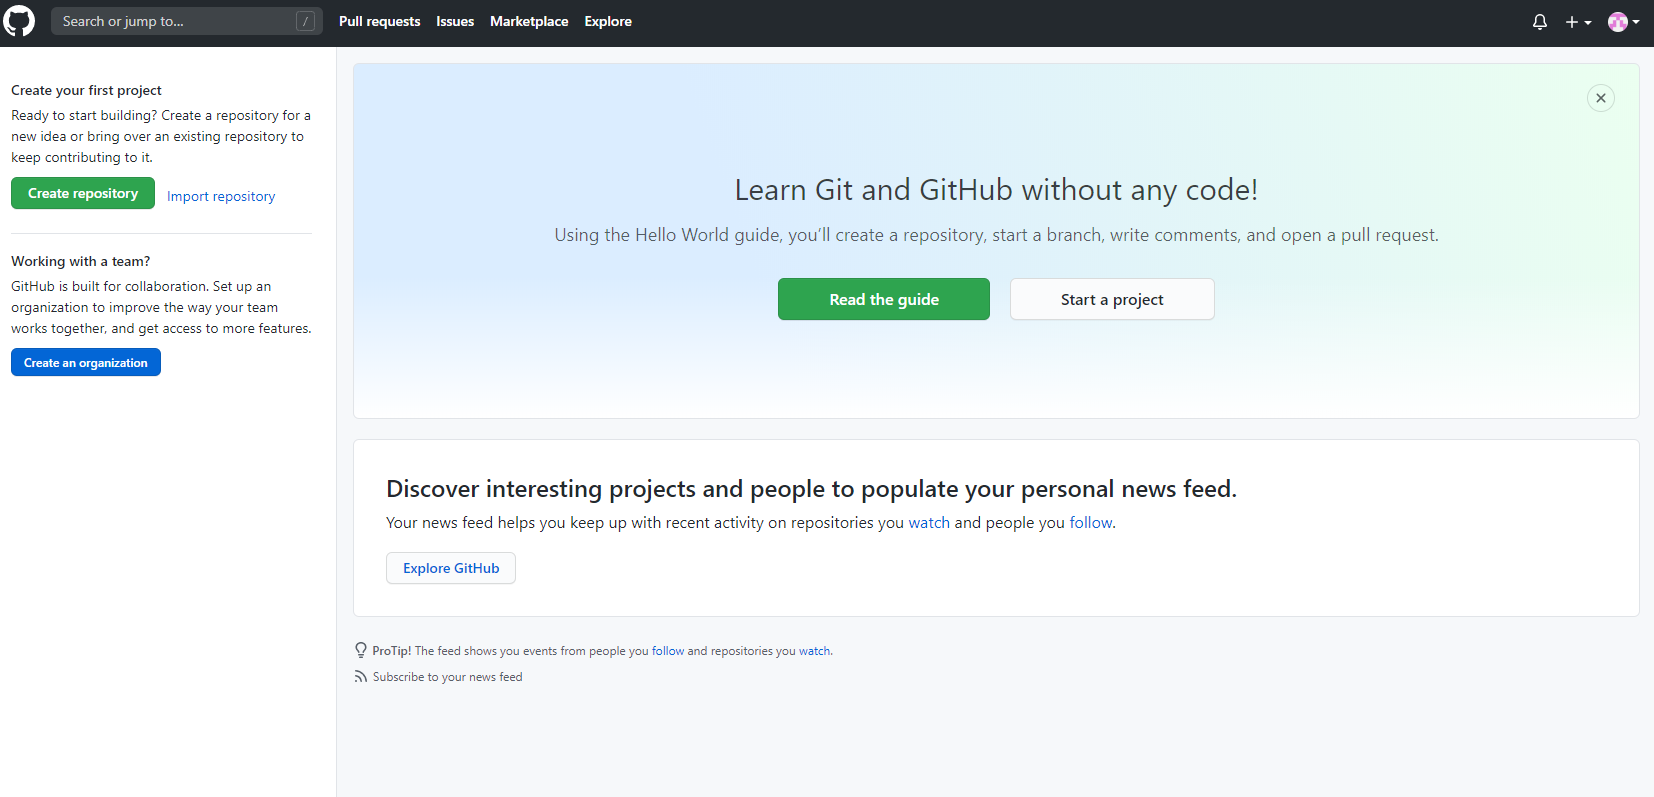 Search or jump to...
/
Pull requests
Issues
Marketplace
Explore
Create your first project
Ready to start building? Create a repository for a
new idea or bring over an existing repository to
keep contributing to it.
Create repository
Import repository
Working with a team?
GitHub is built for collaboration. Set up an
organization to improve the way your team
works together, and get access to more features.
Create an organization
Learn Git and GitHub without any code!
Using the Hello World guide, you’ll create a repository, start a branch, write comments, and open a pull request.
Read the guide
Start a project
Discover interesting projects and people to populate your personal news feed.
Your news feed helps you keep up with recent activity on repositories you watch and people you follow.
Explore GitHub
ProTip! The feed shows you events from people you follow and repositories you watch.
Subscribe to your news feed